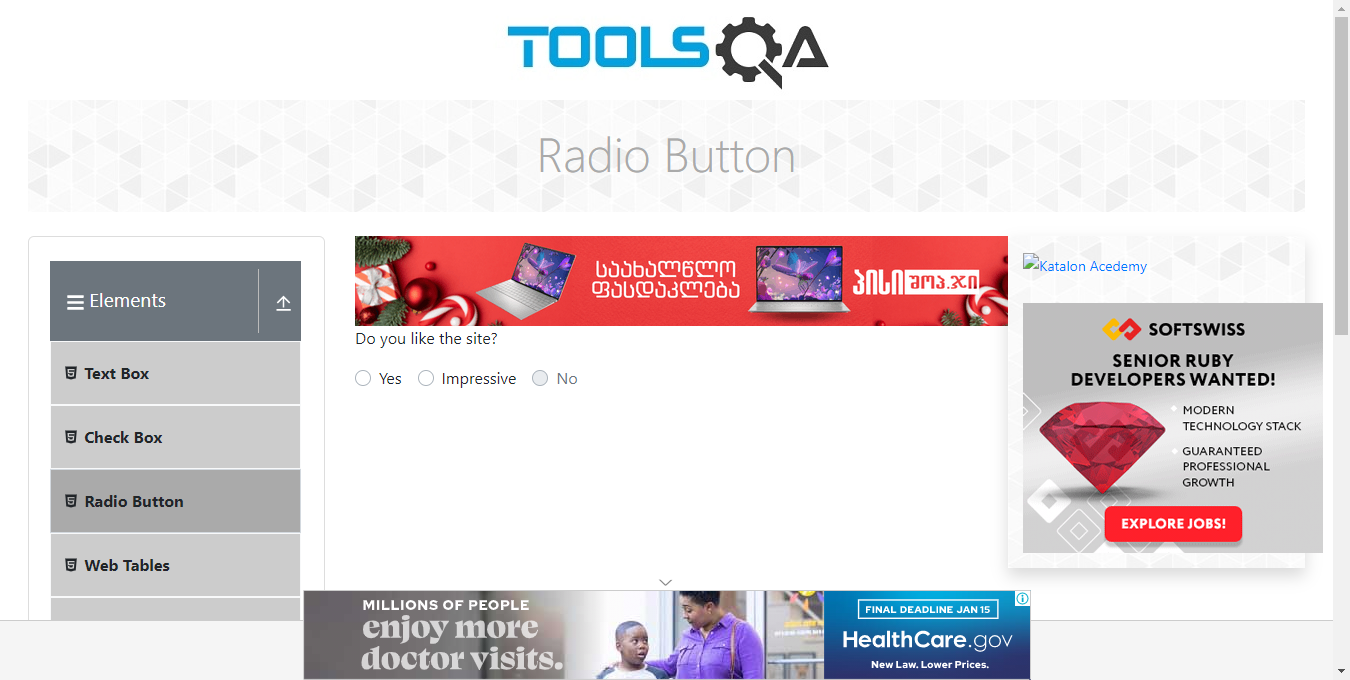 TOOLSQA
Radio Button
Elements
Text Box
Check Box
Radio Button
Web Tables
საახალწლო
ფასდაკლება
პისიშოპ.ჯი
Do you like the site?
Yes
Impressive
No
Katalon Acedemy
SOFTSWISS
SENIOR RUBY
DEVELOPERS WANTED!
MODERN
TECHNOLOGY STACK
GUARANTEED
PROFESSIONAL
GROWTH
EXPLORE JOBS!
MILLIONS OF PEOPLE
enjoy more
doctor visits.
FINAL DEADLINE JAN 15
HealthCare.gov
New Law. Lower Prices.